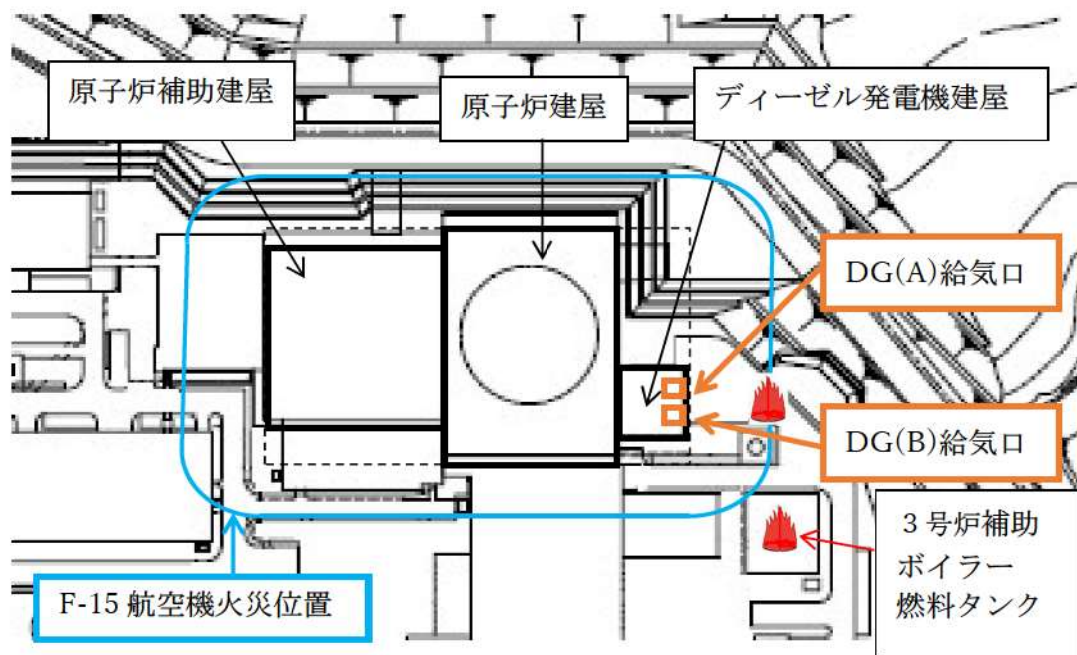 原子炉補助建屋
原子炉建屋
ディーゼル発電機建屋
DG(A)給気口
DG(B)給気口
3号炉補助
ボイラー
燃料タンク
F-15 航空機火災位置